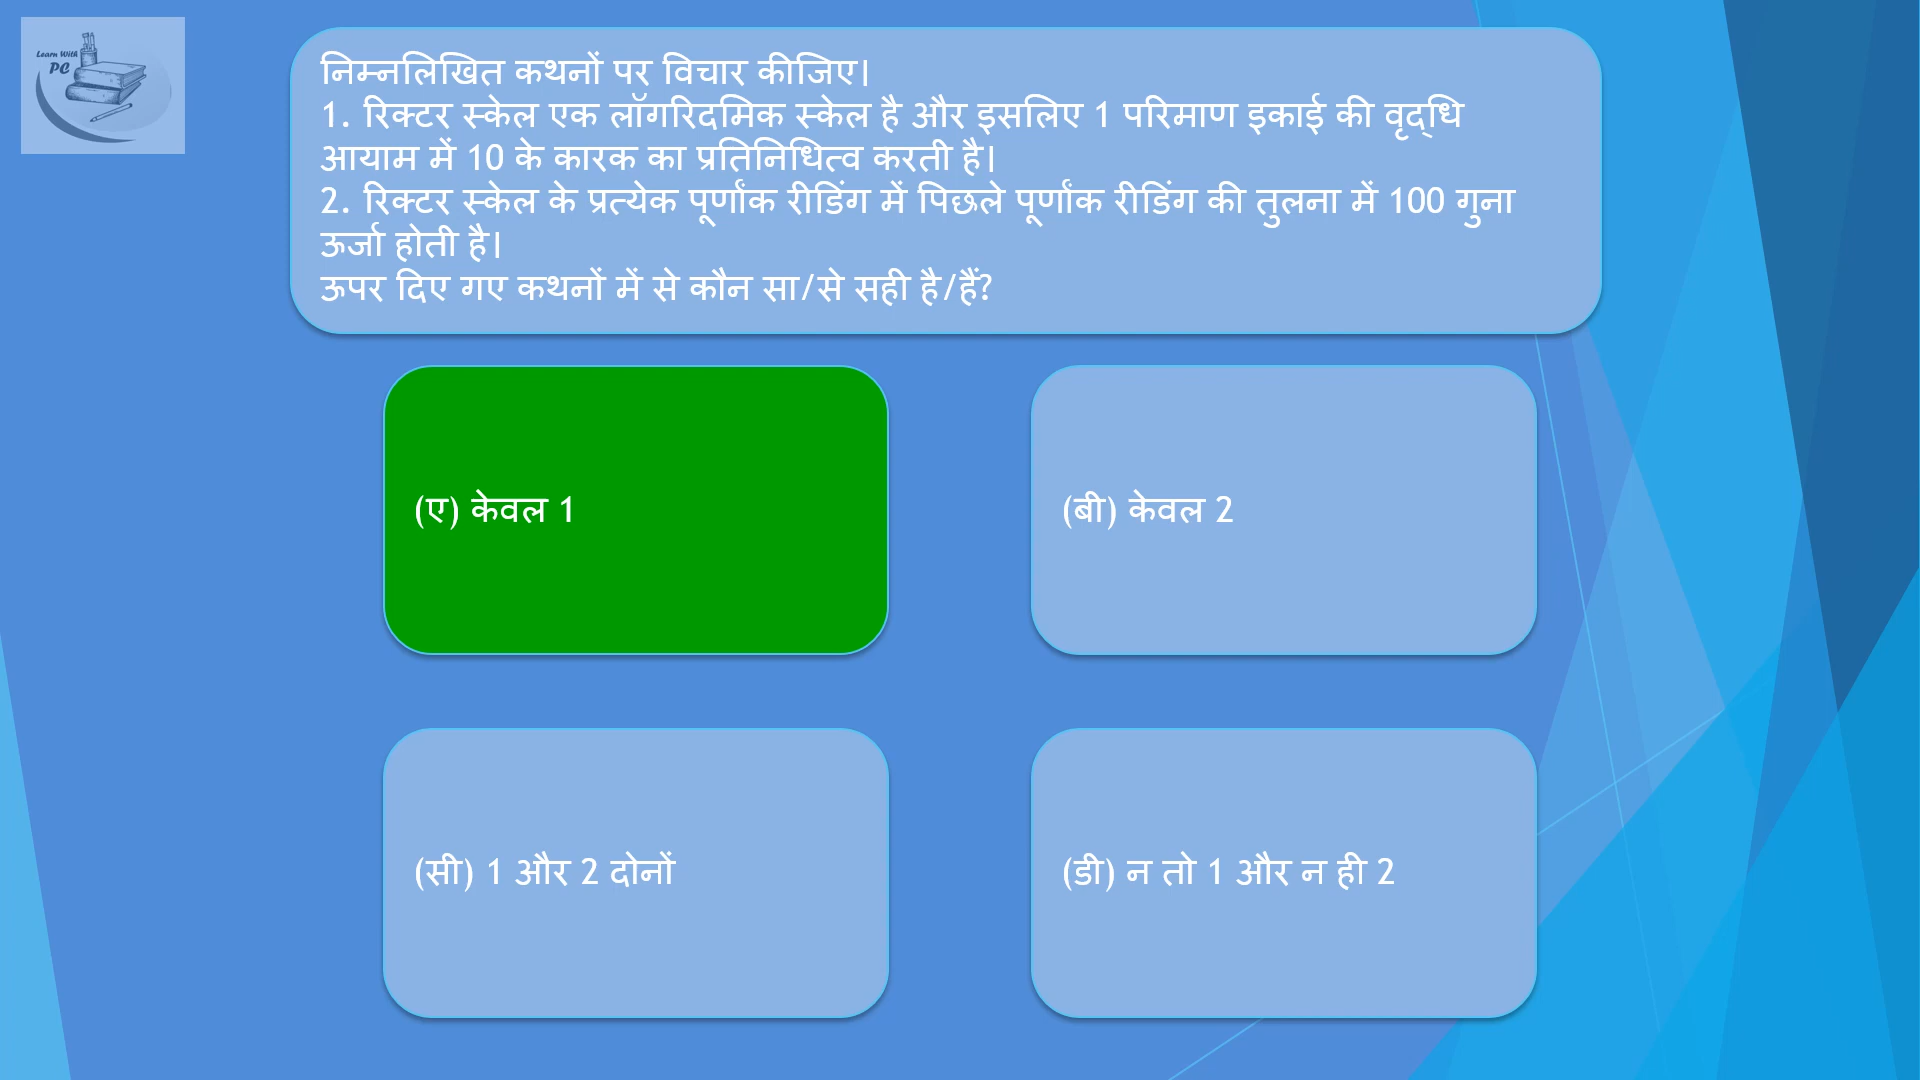 Learn With
PC
निम्नलिखित कथनों पर विचार कीजिए।
1. रिक्टर स्केल एक लॉगरिदमिक स्केल है और इसलिए 1 परिमाण इकाई की वृद्धि
आयाम में 10 के कारक का प्रतिनिधित्व करती है।
2. रिक्टर स्केल के प्रत्येक पूर्णांक रीडिंग में पिछले पूर्णांक रीडिंग की तुलना में 100 गुना
ऊर्जा होती है।
ऊपर दिए गए कथनों में से कौन सा/से सही है/हैं?
(ए) केवल 1
(बी) केवल 2
(सी) 1 और 2 दोनों
(डी) न तो 1 और न ही 2